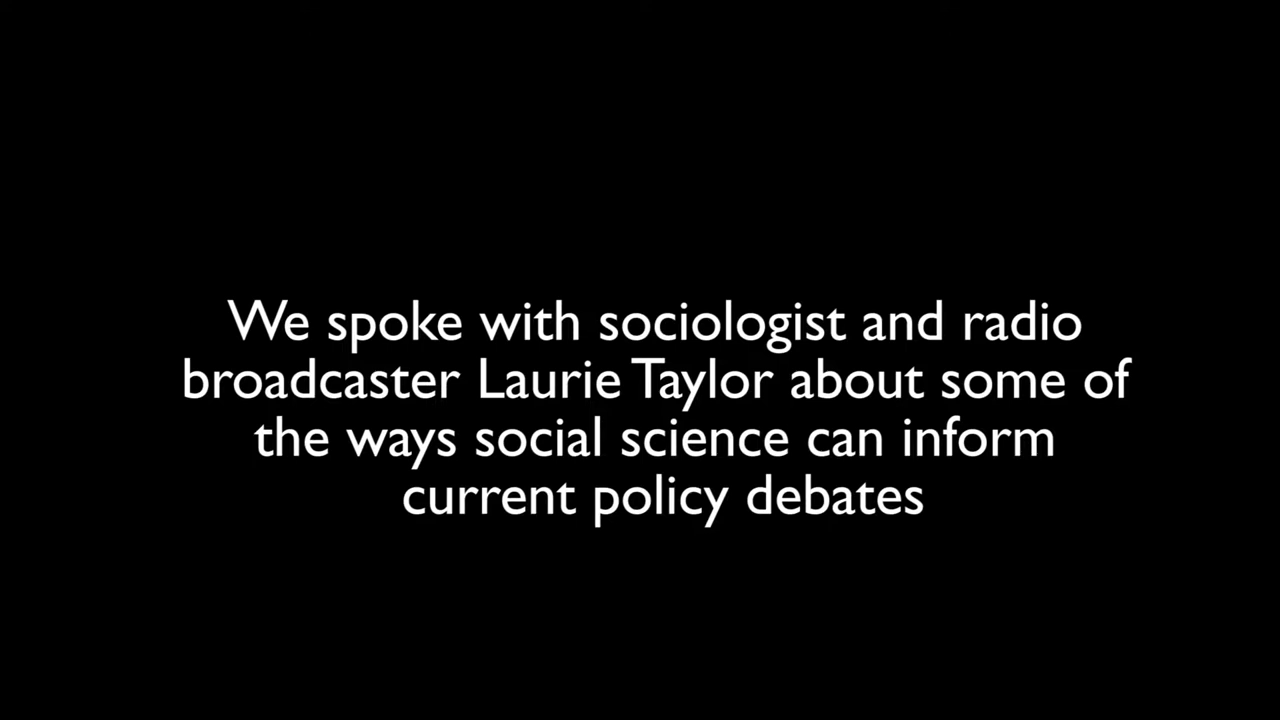 We spoke with sociologist and radio
broadcaster Laurie Taylor about some of
the ways social science can inform
current policy debates